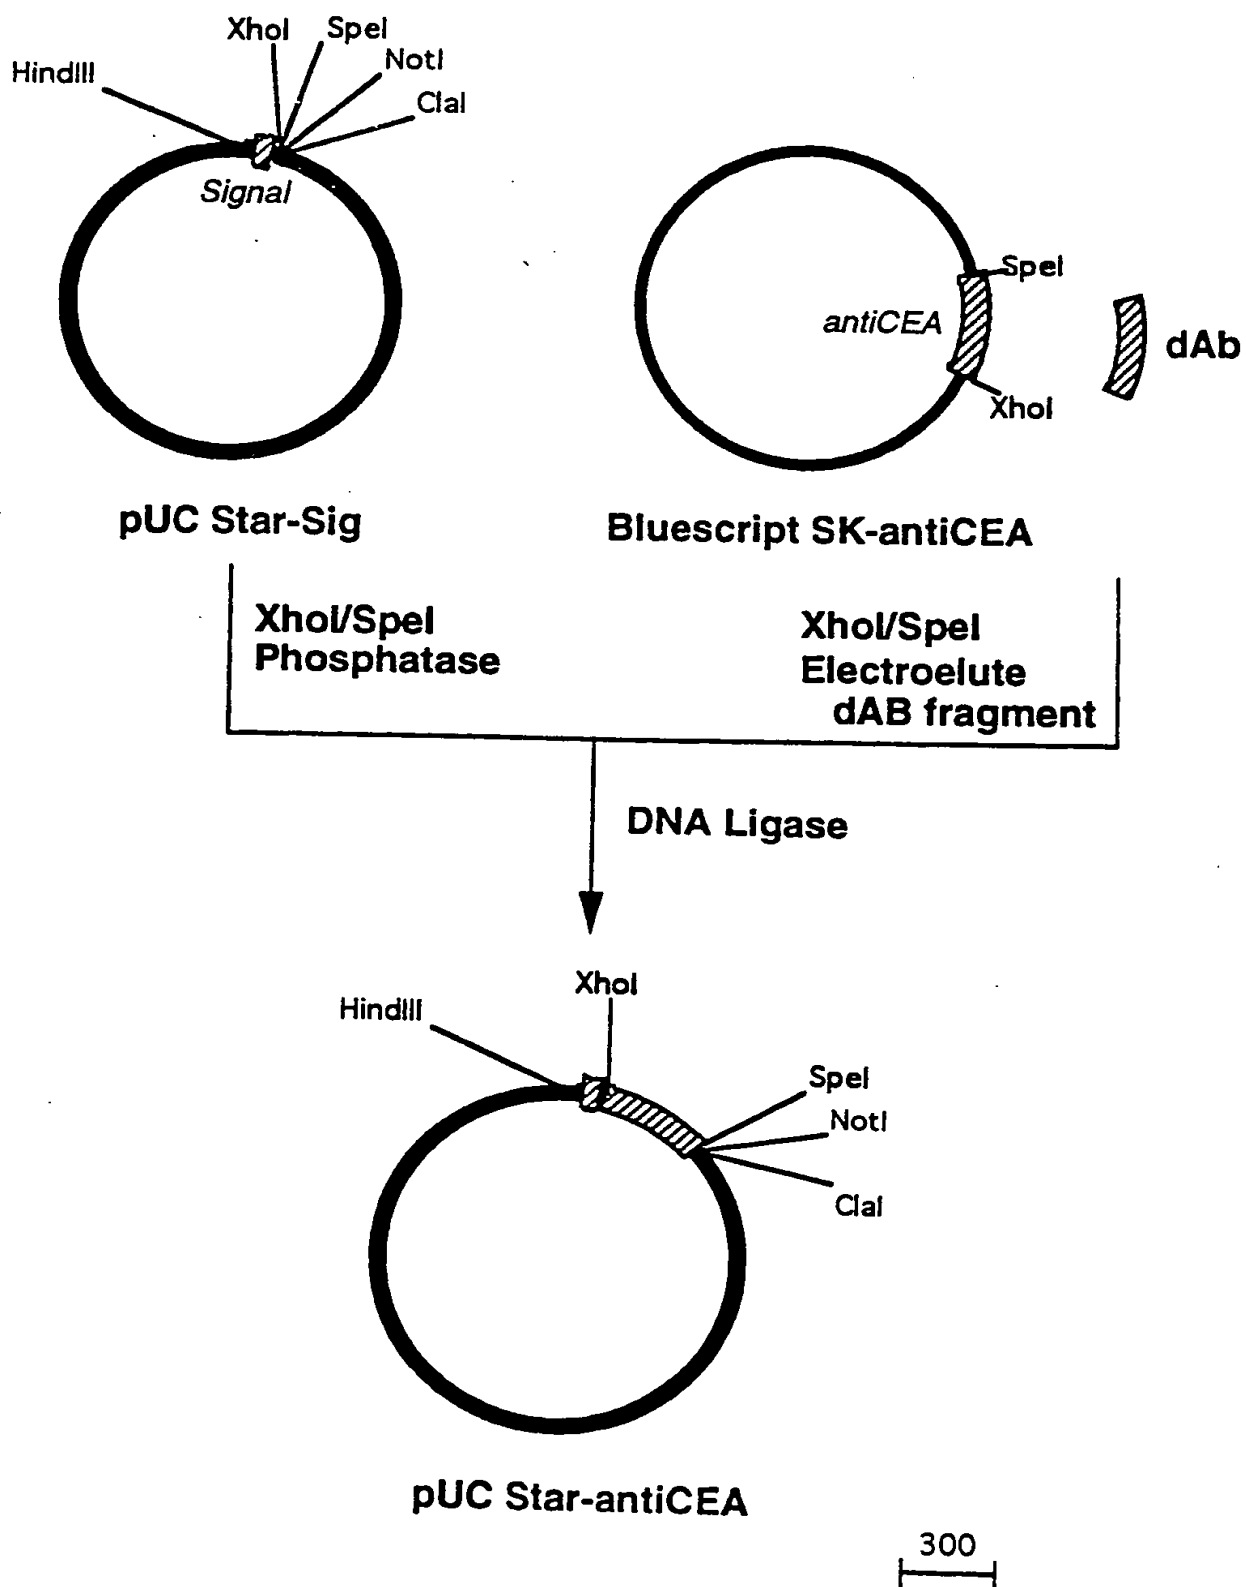 XhoI
SpeI
NotI
ClaI
HindIII
Signal
SpeI
antiCEA
dAb
XhoI
pUC Star-Sig
Bluescript SK-antiCEA
XhoI/SpeI
Phosphatase
XhoI/SpeI
Electroelute
dAB fragment
DNA Ligase
XhoI
HindIII
SpeI
NotI
ClaI
pUC Star-antiCEA
300